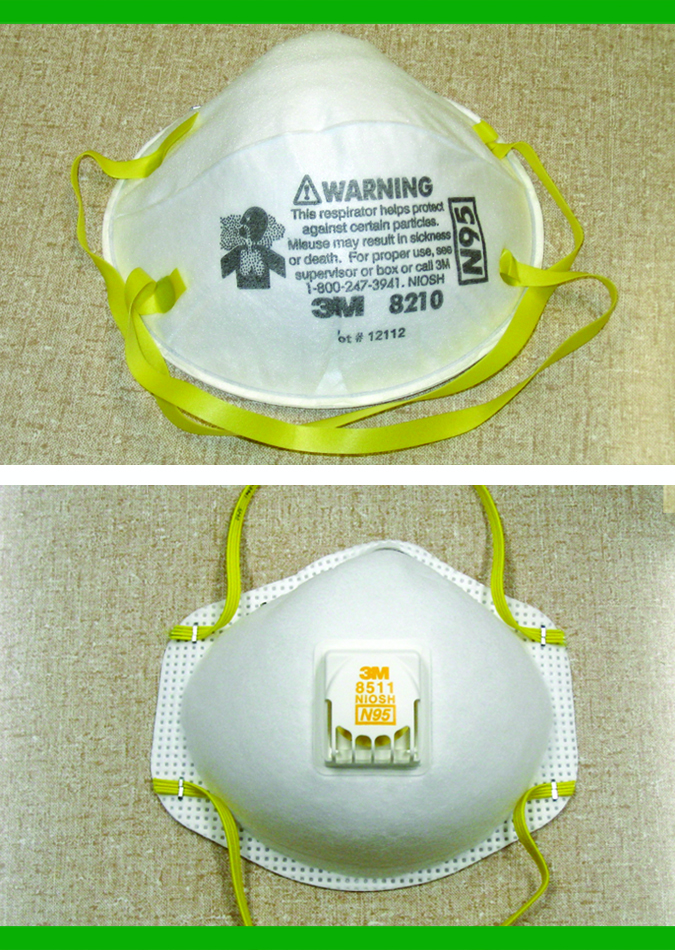 WARNING
This respirator helps protect
against certain particles.
Misuse may result in sickness
or death. For proper use, see
supervisor or box or call 3M
1-800-247-3941. NIOSH
3M 8210
N95
ot # 12112
3M
8511
NIOSH
N95